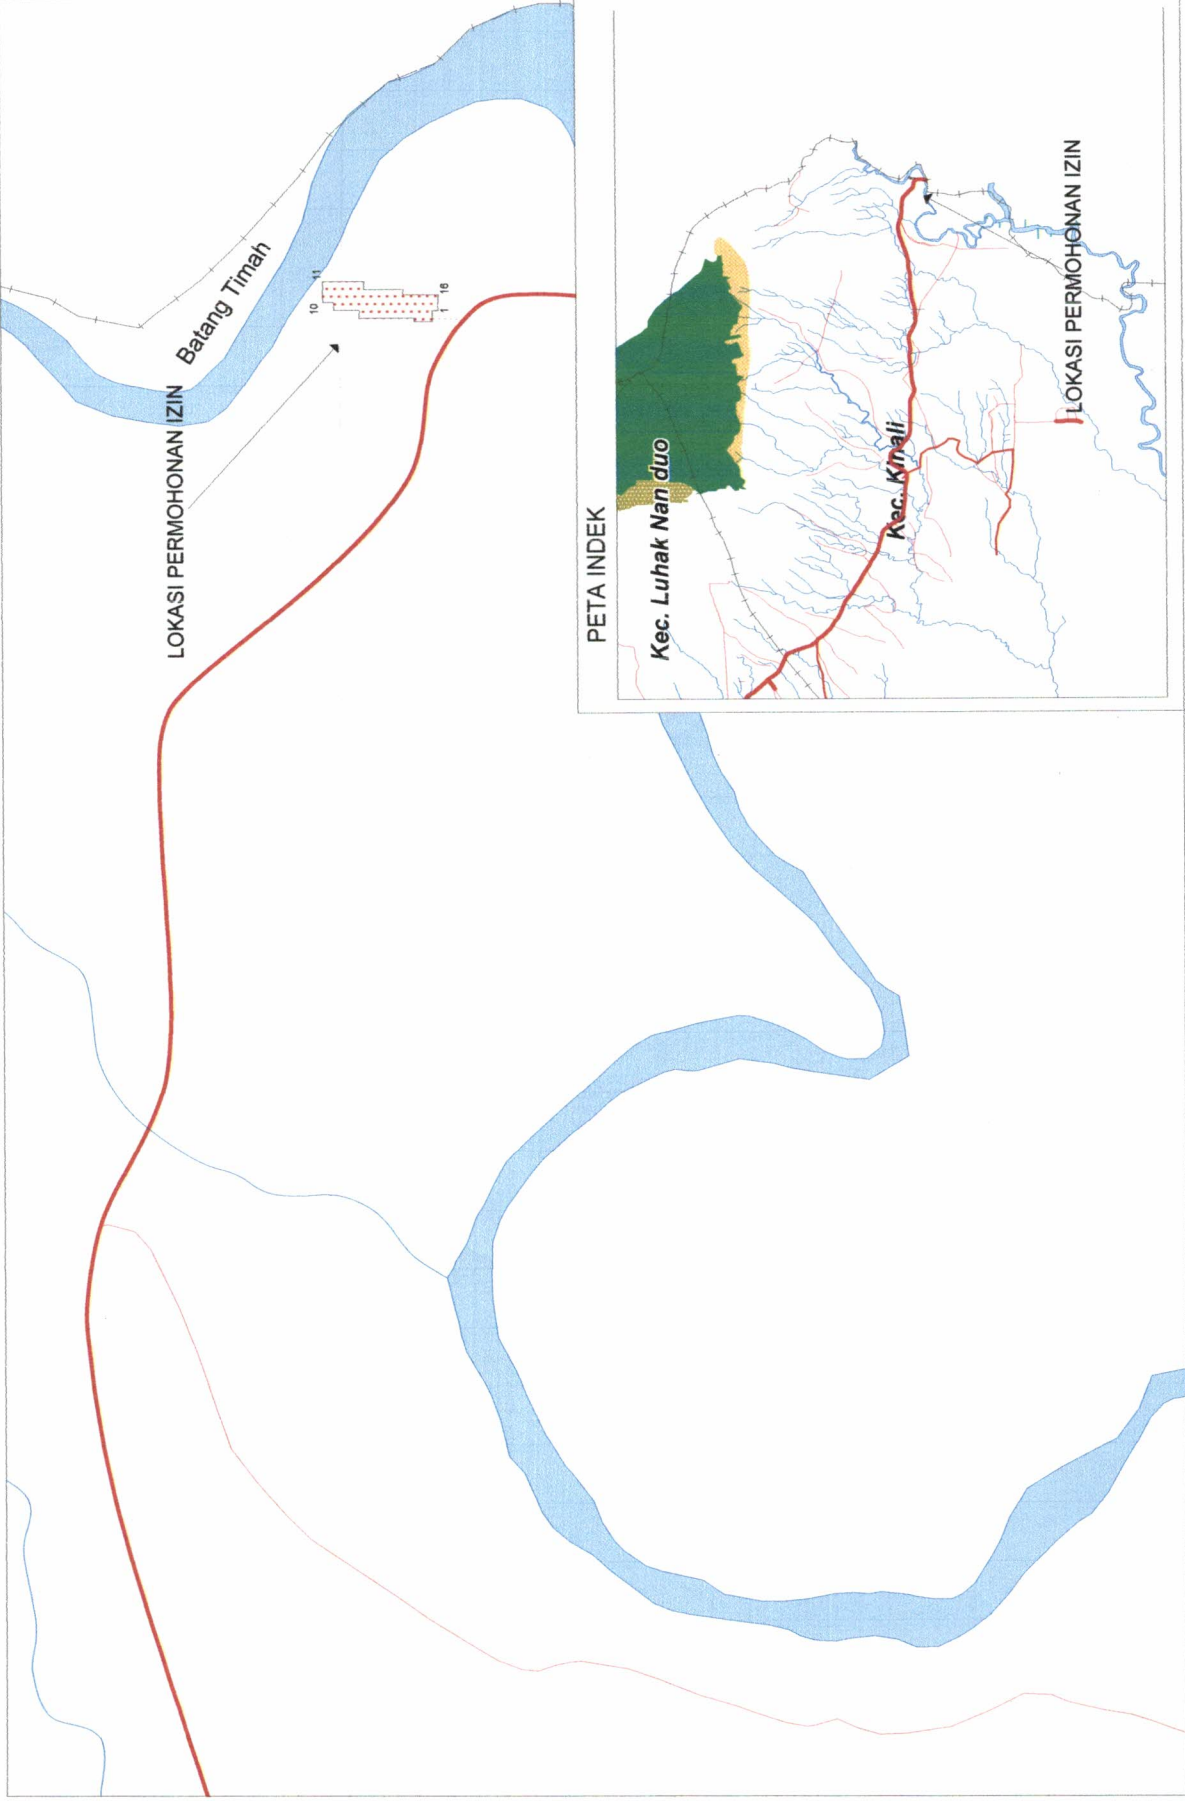 LOKASI PERMOHONAN IZIN
Batang Timah
10
11
1
16
PETA INDEK
Kec. Luhak Nan duo
Kec. Kinali
LOKASI PERMOHONAN IZIN